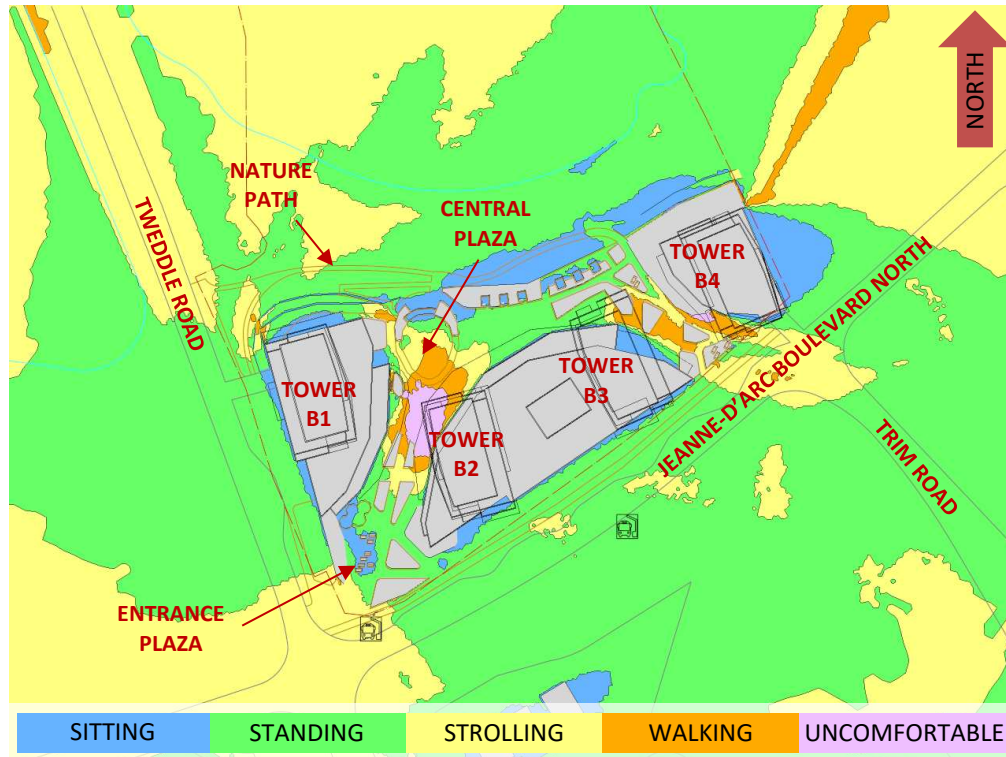 NORTH
NATURE
PATH
CENTRAL
PLAZA
TWEDDLE ROAD
TOWER
B4
TOWER
B1
TOWER
B3
TOWER
B2
JEANNE-D’ARC BOULEVARD NORTH
TRIM ROAD
ENTRANCE
PLAZA
SITTING
STANDING
STROLLING
WALKING
UNCOMFORTABLE